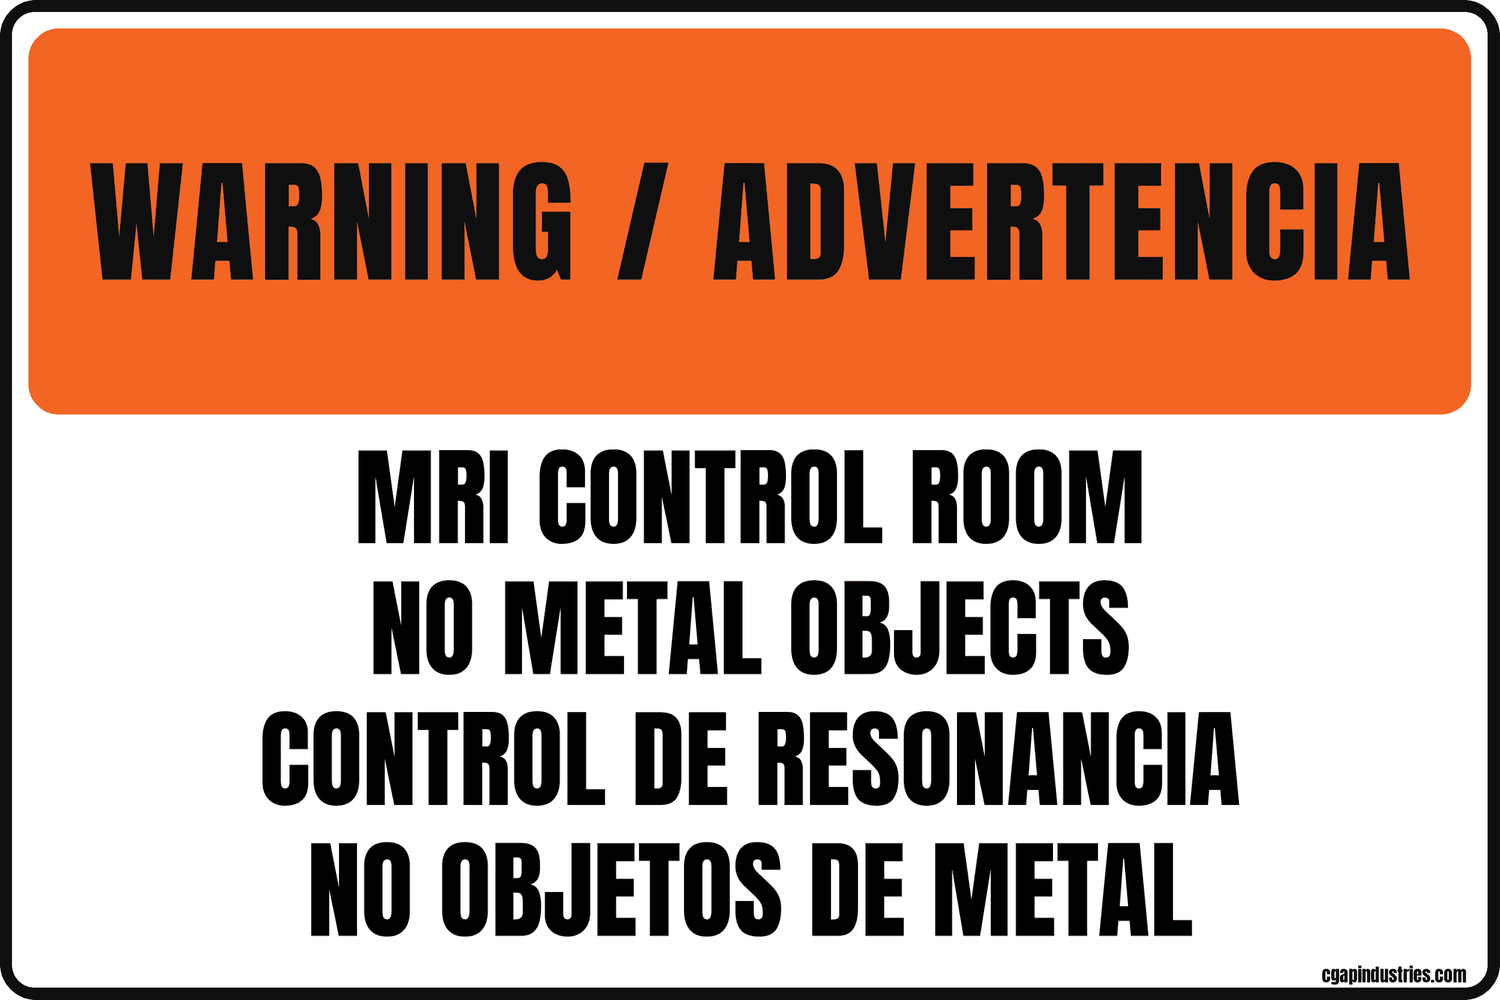 WARNING / ADVERTENCIA
MRI CONTROL ROOM
NO METAL OBJECTS
CONTROL DE RESONANCIA
NO OBJETOS DE METAL
cgapindustries.com